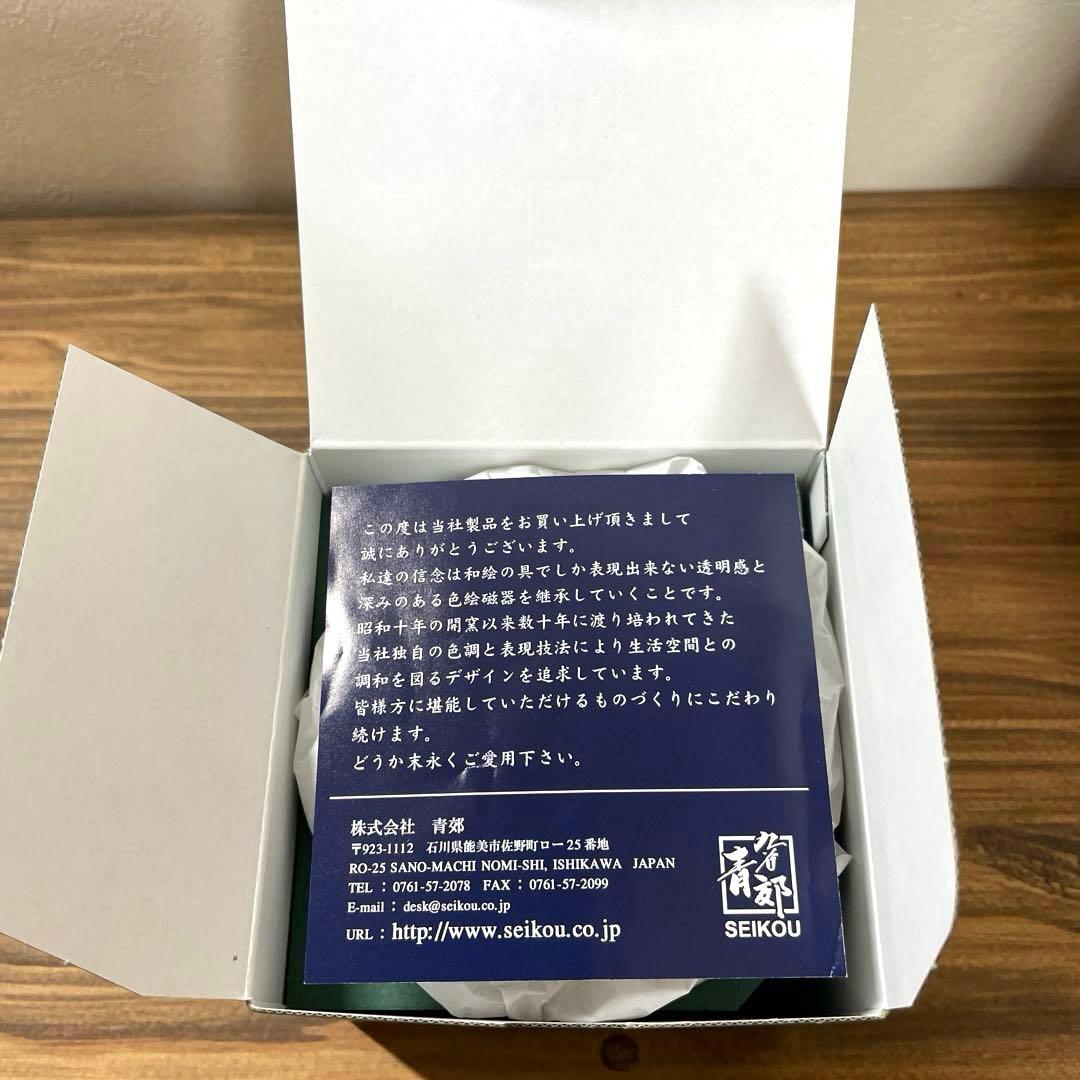 この度は当社製品をお買い上げ頂きまして
誠にありがとうございます。
私達の信念は和絵の具でしか表現出来ない透明感と
深みのある色絵磁器を継承していくことです。
昭和十年の開窯以来数十年に渡り培われてきた
当社独自の色調と表現技法により生活空間との
調和を図るデザインを追求しています。
皆様方に堪能していただけるものづくりにこだわり
続けます。
どうか末永くご愛用下さい。
株式会社 青郊
〒923-1112 石川県能美市佐野町ロー25番地
RO-25 SANO-MACHI NOMI-SHI, ISHIKAWA JAPAN
TEL：0761-57-2078 FAX：0761-57-2099
E-mail：desk@seikou.co.jp
URL：http://www.seikou.co.jp
九谷
青郊
SEIKOU